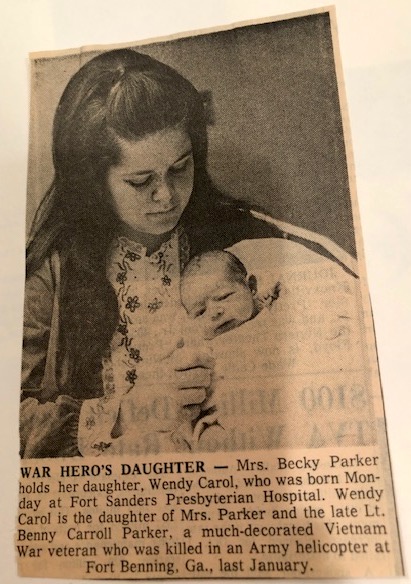 WAR HERO'S DAUGHTER — Mrs. Becky Parker
holds her daughter, Wendy Carol, who was born Mon-
day at Fort Sanders Presbyterian Hospital. Wendy
Carol is the daughter of Mrs. Parker and the late Lt.
Benny Carroll Parker, a much-decorated Vietnam
War veteran who was killed in an Army helicopter at
Fort Benning, Ga., last January.